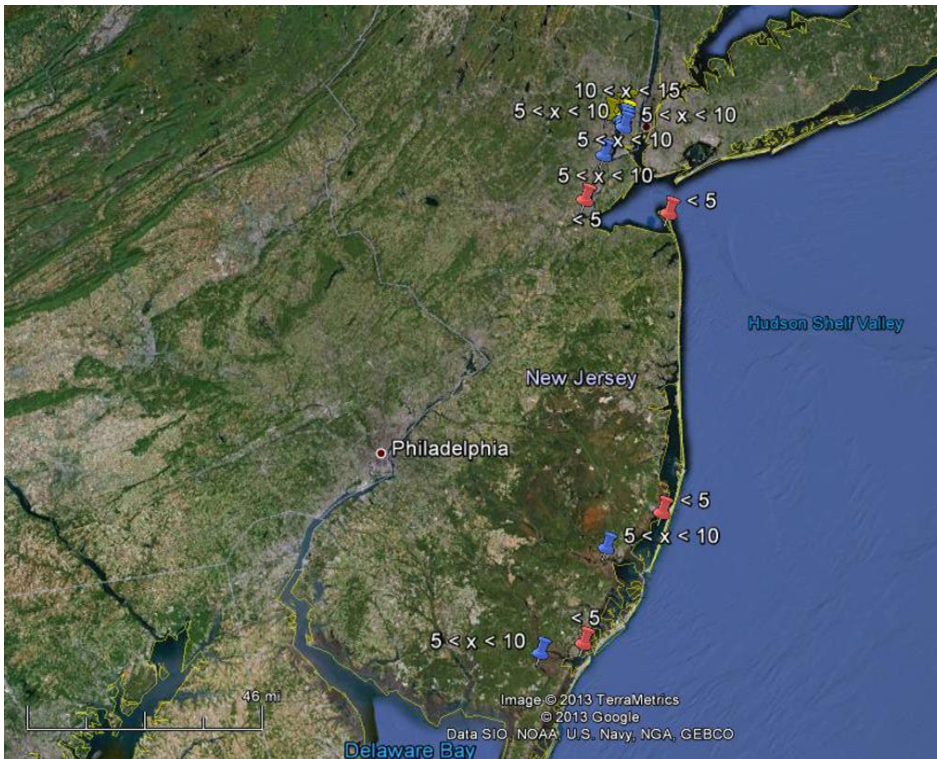 10 < x < 15
5 < x < 10
5 < x < 10
5 < x < 10
5 < x < 10
< 5
< 5
Hudson Shelf Valley
New Jersey
Philadelphia
< 5
5 < x < 10
< 5
5 < x < 10
46 mi
Image © 2013 TerraMetrics
© 2013 Google
Data SIO, NOAA, U.S. Navy, NGA, GEBCO
Delaware Bay